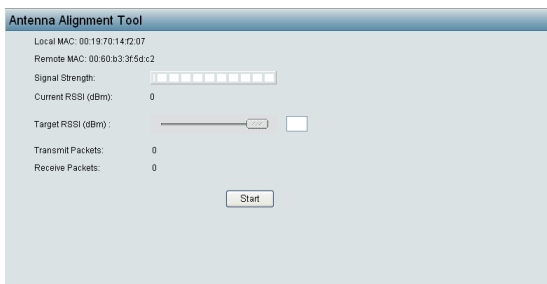 Antenna Alignment Tool
Local MAC: 00:19:70:14:f2:07
Remote MAC: 00:60:b3:3f:5d:c2
Signal Strength:
Current RSSI (dBm): 0
Target RSSI (dBm) :
Transmit Packets: 0
Receive Packets: 0
Start